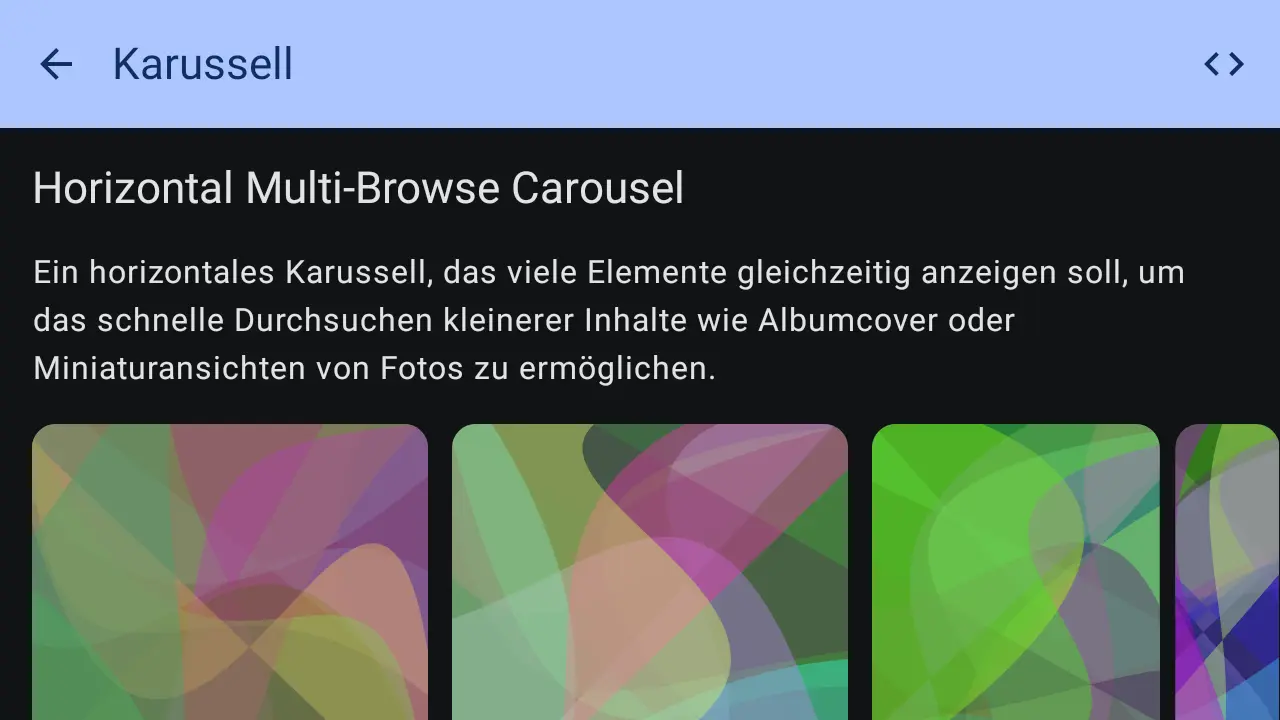 Karussell
Horizontal Multi-Browse Carousel
Ein horizontales Karussell, das viele Elemente gleichzeitig anzeigen soll, um
das schnelle Durchsuchen kleinerer Inhalte wie Albumcover oder
Miniaturansichten von Fotos zu ermöglichen.